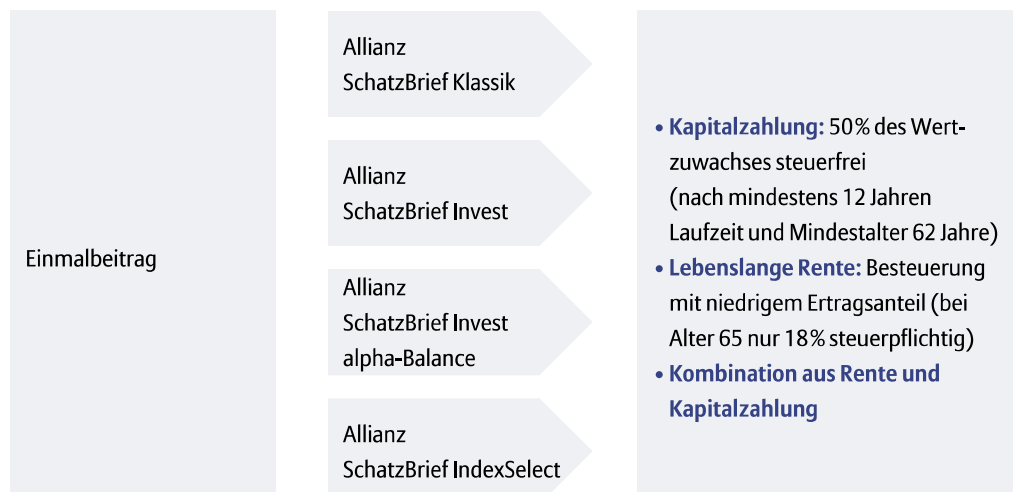 Einmalbeitrag
Allianz
SchatzBrief Klassik
Allianz
SchatzBrief Invest
Allianz
SchatzBrief Invest
alpha-Balance
Allianz
SchatzBrief IndexSelect
• Kapitalzahlung: 50% des Wert-
zuwachses steuerfrei
(nach mindestens 12 Jahren
Laufzeit und Mindestalter 62 Jahre)
• Lebenslange Rente: Besteuerung
mit niedrigem Ertragsanteil (bei
Alter 65 nur 18% steuerpflichtig)
• Kombination aus Rente und
Kapitalzahlung